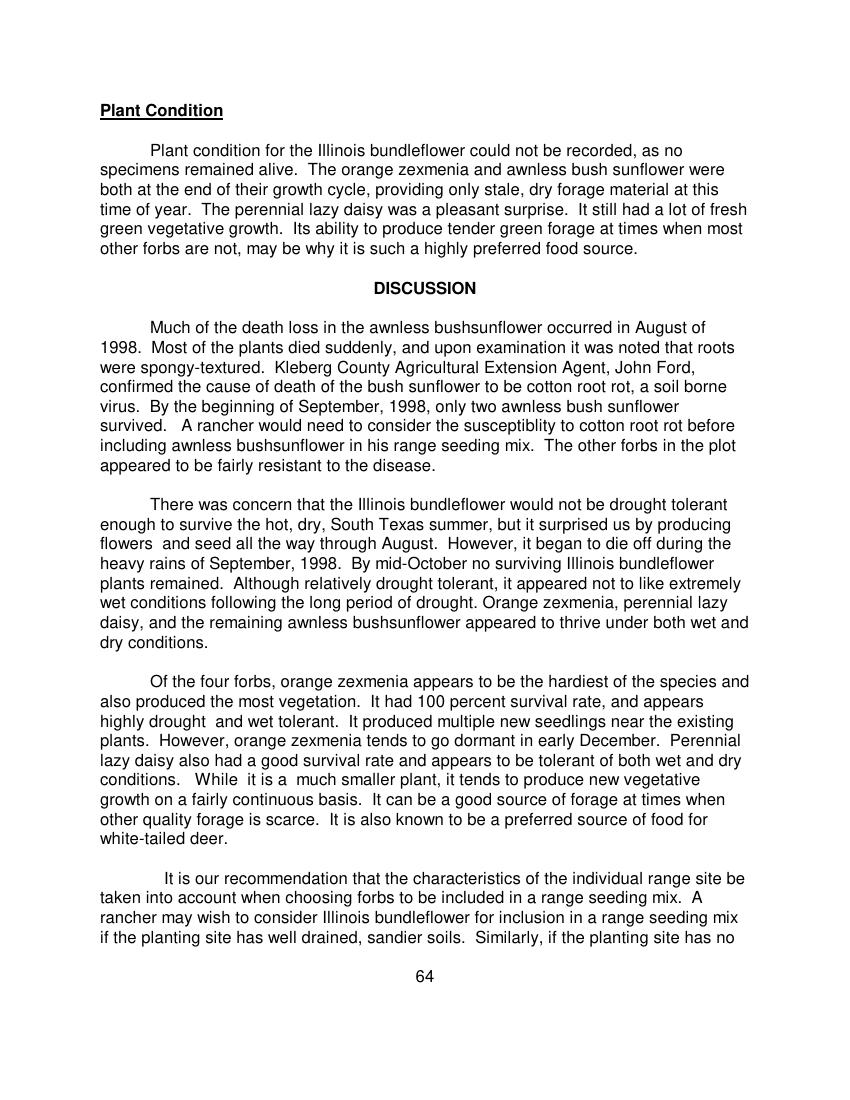 Plant Condition
Plant condition for the Illinois bundleflower could not be recorded, as no
specimens remained alive.  The orange zexmenia and awnless bush sunflower were
both at the end of their growth cycle, providing only stale, dry forage material at this
time of year.  The perennial lazy daisy was a pleasant surprise.  It still had a lot of fresh
green vegetative growth.  Its ability to produce tender green forage at times when most
other forbs are not, may be why it is such a highly preferred food source.
DISCUSSION
Much of the death loss in the awnless bushsunflower occurred in August of
1998.  Most of the plants died suddenly, and upon examination it was noted that roots
were spongy-textured.  Kleberg County Agricultural Extension Agent, John Ford,
confirmed the cause of death of the bush sunflower to be cotton root rot, a soil borne
virus.  By the beginning of September, 1998, only two awnless bush sunflower
survived.   A rancher would need to consider the susceptiblity to cotton root rot before
including awnless bushsunflower in his range seeding mix.  The other forbs in the plot
appeared to be fairly resistant to the disease.
There was concern that the Illinois bundleflower would not be drought tolerant
enough to survive the hot, dry, South Texas summer, but it surprised us by producing
flowers  and seed all the way through August.  However, it began to die off during the
heavy rains of September, 1998.  By mid-October no surviving Illinois bundleflower
plants remained.  Although relatively drought tolerant, it appeared not to like extremely
wet conditions following the long period of drought. Orange zexmenia, perennial lazy
daisy, and the remaining awnless bushsunflower appeared to thrive under both wet and
dry conditions.
Of the four forbs, orange zexmenia appears to be the hardiest of the species and
also produced the most vegetation.  It had 100 percent survival rate, and appears
highly drought  and wet tolerant.  It produced multiple new seedlings near the existing
plants.  However, orange zexmenia tends to go dormant in early December.  Perennial
lazy daisy also had a good survival rate and appears to be tolerant of both wet and dry
conditions.   While  it is a  much smaller plant, it tends to produce new vegetative
growth on a fairly continuous basis.  It can be a good source of forage at times when
other quality forage is scarce.  It is also known to be a preferred source of food for
white-tailed deer.
It is our recommendation that the characteristics of the individual range site be
taken into account when choosing forbs to be included in a range seeding mix.  A
rancher may wish to consider Illinois bundleflower for inclusion in a range seeding mix
if the planting site has well drained, sandier soils.  Similarly, if the planting site has no
64